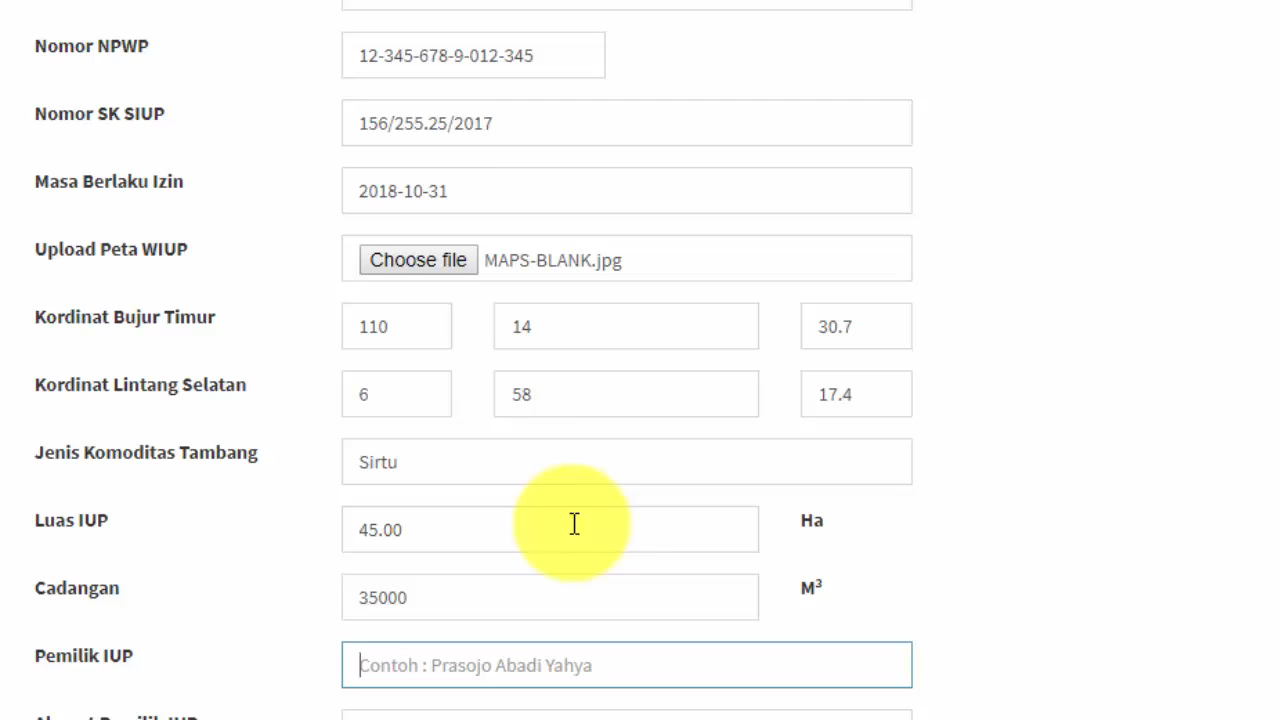 Nomor NPWP 12-345-678-9-012-345
Nomor SK SIUP 156/255.25/2017
Masa Berlaku Izin 2018-10-31
Upload Peta WIUP Choose file MAPS-BLANK.jpg
Kordinat Bujur Timur 110 14 30.7
Kordinat Lintang Selatan 6 58 17.4
Jenis Komoditas Tambang Sirtu
Luas IUP 45.00 Ha
Cadangan 35000 M³
Pemilik IUP Contoh : Prasojo Abadi Yahya